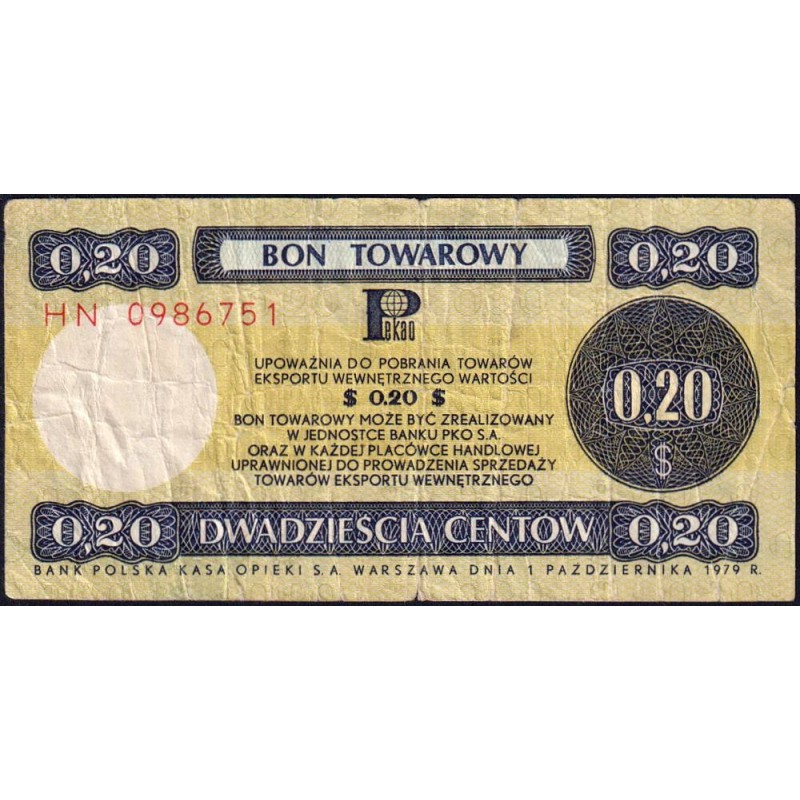 0,20 BON TOWAROWY 0,20
HN 0986751
Pekao
UPOWAŻNIA DO POBRANIA TOWARÓW
EKSPORTU WEWNĘTRZNEGO WARTOŚCI
$ 0.20 $
BON TOWAROWY MOŻE BYĆ ZREALIZOWANY
W JEDNOSTCE BANKU PKO S.A.
ORAZ W KAŻDEJ PLACÓWCE HANDLOWEJ
UPRAWNIONEJ DO PROWADZENIA SPRZEDAŻY
TOWARÓW EKSPORTU WEWNĘTRZNEGO
0,20
$
0,20 DWADZIEŚCIA CENTÓW 0,20
BANK POLSKA KASA OPIEKI S.A. WARSZAWA DNIA 1 PAŹDZIERNIKA 1979 R.